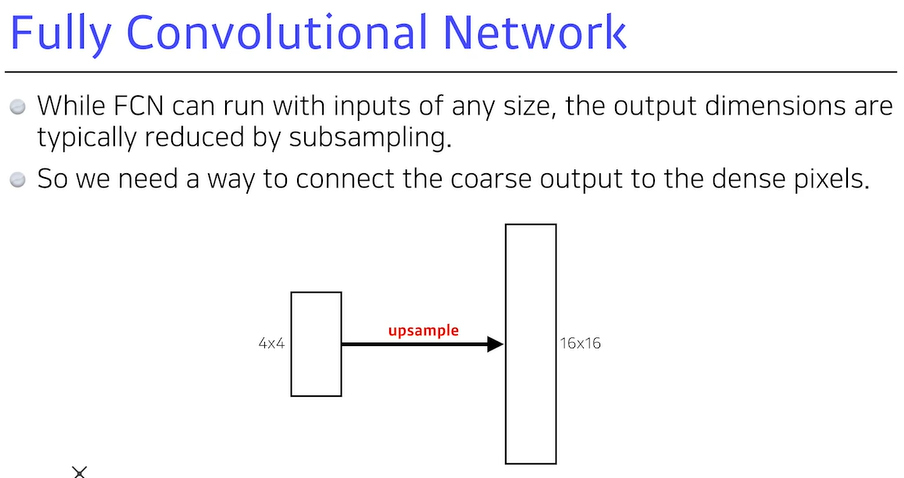 Fully Convolutional Network
While FCN can run with inputs of any size, the output dimensions are
typically reduced by subsampling.
So we need a way to connect the coarse output to the dense pixels.
upsample
4x4
16x16